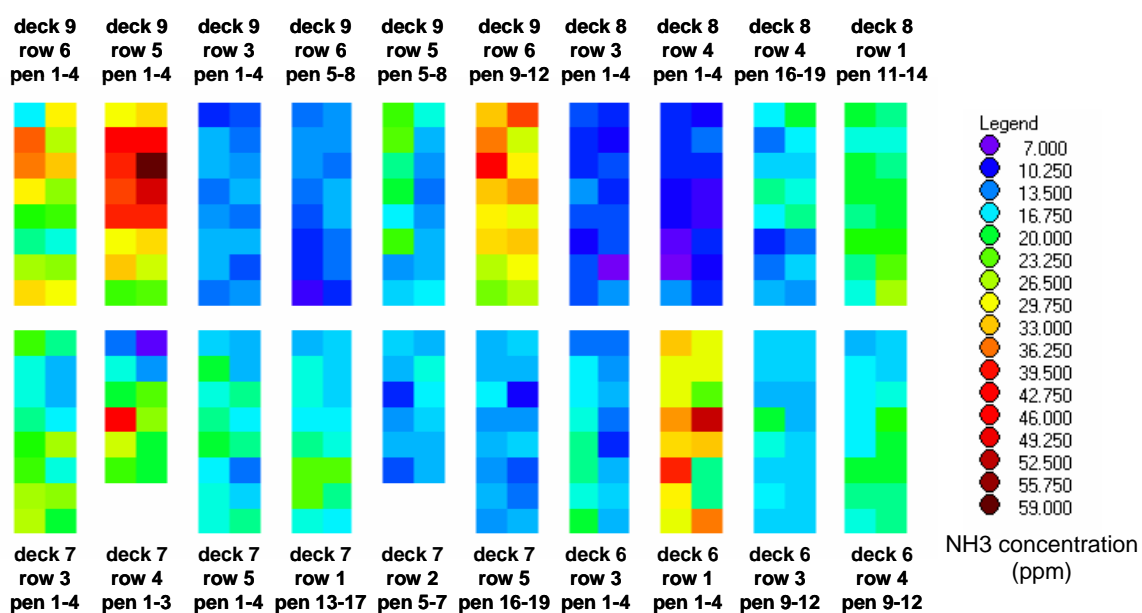 deck 9 deck 9 deck 9 deck 9 deck 9 deck 9 deck 8 deck 8 deck 8 deck 8
row 6 row 5 row 3 row 6 row 5 row 6 row 3 row 4 row 4 row 1
pen 1-4 pen 1-4 pen 1-4 pen 5-8 pen 5-8 pen 9-12 pen 1-4 pen 1-4 pen 16-19 pen 11-14
Legend
7.000
10.250
13.500
16.750
20.000
23.250
26.500
29.750
33.000
36.250
39.500
42.750
46.000
49.250
52.500
55.750
59.000
NH3 concentration
(ppm)
deck 7 deck 7 deck 7 deck 7 deck 7 deck 7 deck 6 deck 6 deck 6 deck 6
row 3 row 4 row 5 row 1 row 2 row 5 row 3 row 1 row 3 row 4
pen 1-4 pen 1-3 pen 1-4 pen 13-17 pen 5-7 pen 16-19 pen 1-4 pen 1-4 pen 9-12 pen 9-12